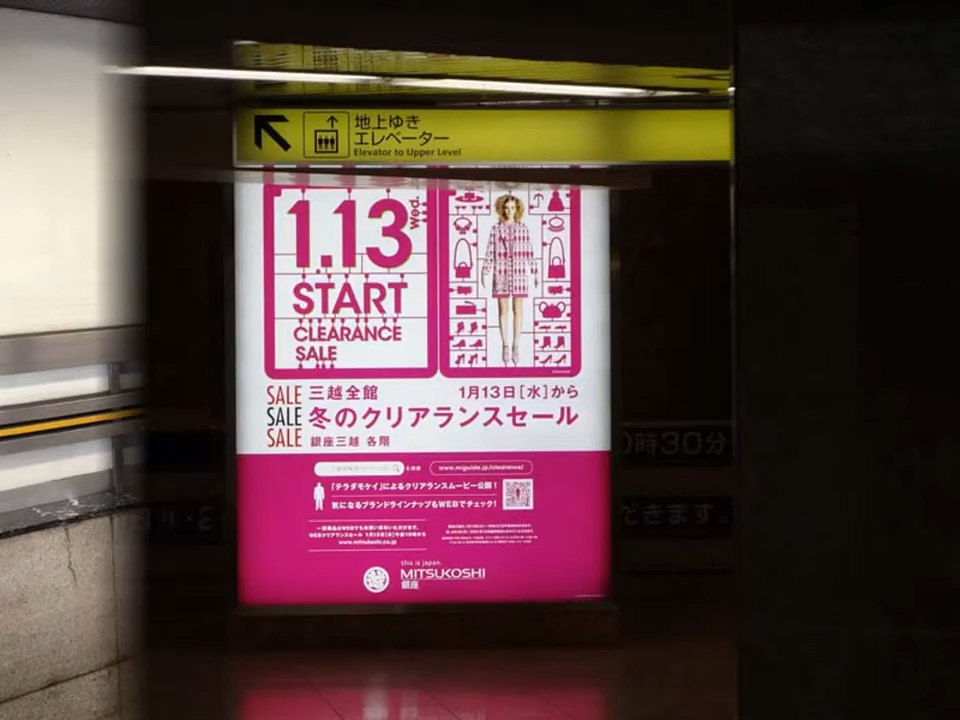 地上ゆき
エレベーター
Elevator to Upper Level
1.13 Wed.
START
CLEARANCE
SALE
SALE 三越全館 1月13日[水]から
SALE 冬のクリアランスセール
SALE 銀座三越 各階
www.miguide.jp/clearance/
「テラダモケイ」によるクリアランスムービー公開!
気になるブランドラインナップもWEBでチェック!
www.mitsukoshi.co.jp
this is japan.
MITSUKOSHI
銀座
0時30分
だきます。